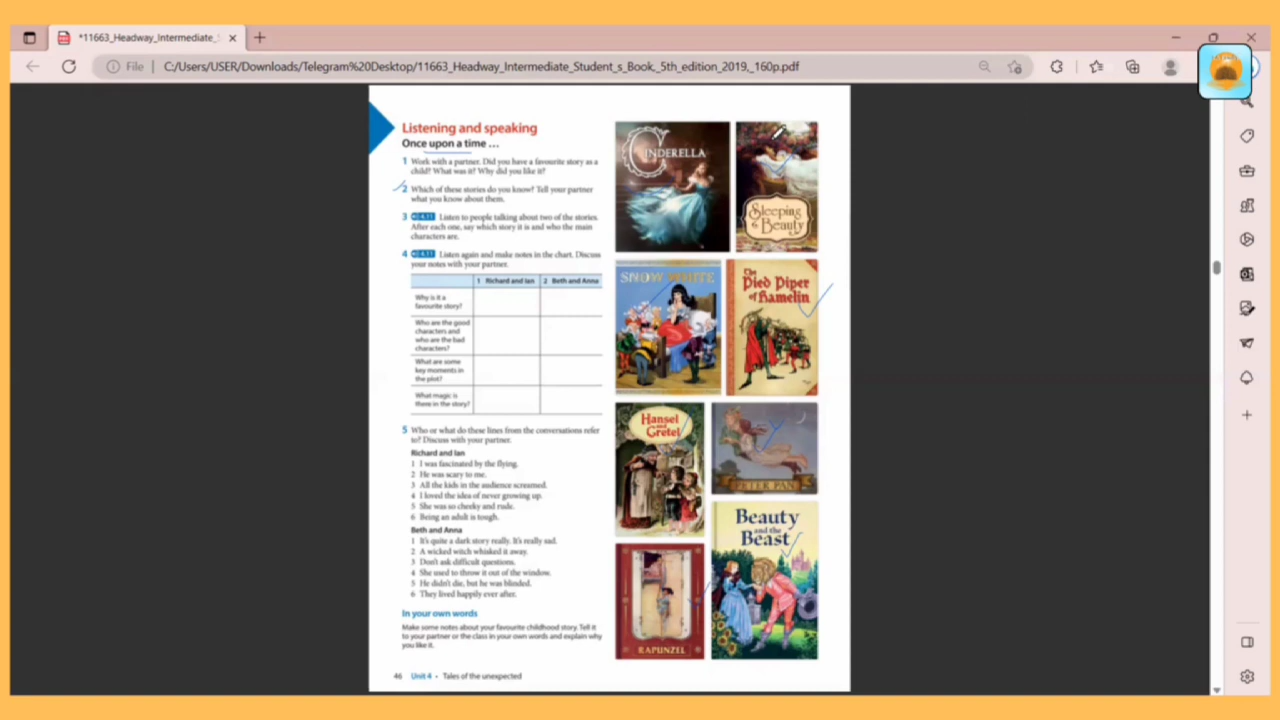 *11663_Headway_Intermediate_S
File
C:/Users/USER/Downloads/Telegram%20Desktop/11663_Headway_Intermediate_Student_s_Book,_5th_edition_2019,_160p.pdf
Listening and speaking
Once upon a time …
1 Work with a partner. Did you have a favourite story as a
child? What was it? Why did you like it?
2 Which of these stories do you know? Tell your partner
what you know about them.
3 Listen to people talking about two of the stories.
After each one, say which story it is and who the main
characters are.
4 Listen again and make notes in the chart. Discuss
your notes with your partner.
1 Richard and Ian 2 Beth and Anna
Why is it a
favourite story?
Who are the good
characters and
who are the bad
characters?
What are some
key moments in
the plot?
What magic is
there in the story?
5 Who or what do these lines from the conversations refer
to? Discuss with your partner.
Richard and Ian
1 I was fascinated by the flying.
2 He was scary to me.
3 All the kids in the audience screamed.
4 I loved the idea of never growing up.
5 She was so cheeky and rude.
6 Being an adult is tough.
Beth and Anna
1 It's quite a dark story really. It's really sad.
2 A wicked witch whisked it away.
3 Don't ask difficult questions.
4 She used to throw it out of the window.
5 He didn't die, but he was blinded.
6 They lived happily ever after.
In your own words
Make some notes about your favourite childhood story. Tell it
to your partner or the class in your own words and explain why
you like it.
46 Unit 4 • Tales of the unexpected
CINDERELLA
Sleeping
Beauty
SNOW WHITE
The
Pied Piper
of Hamelin
Hansel
and
Gretel
PETER PAN
Beauty
and the
Beast
RAPUNZEL